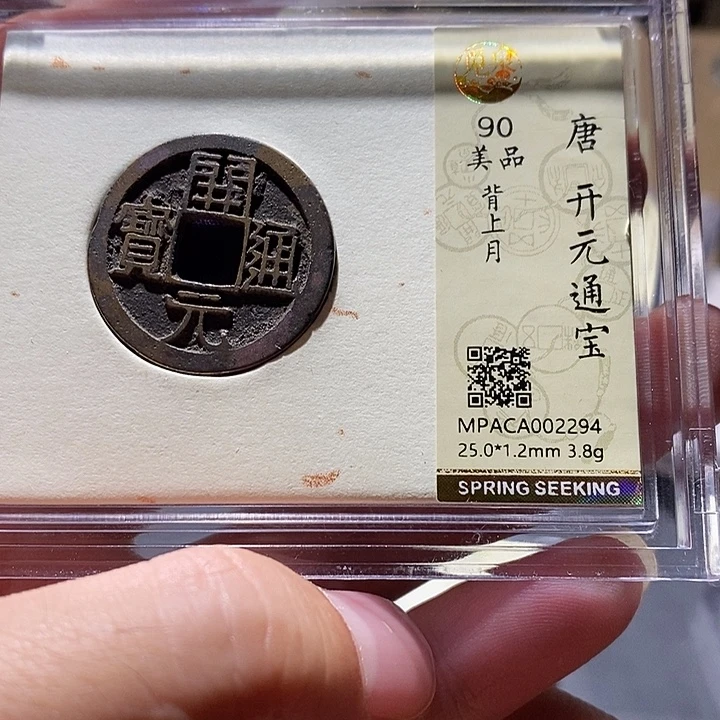 開元通寶
唐 开元通宝
90
美品
背上月
MPACA002294
25.0*1.2mm 3.8g
SPRING SEEKING